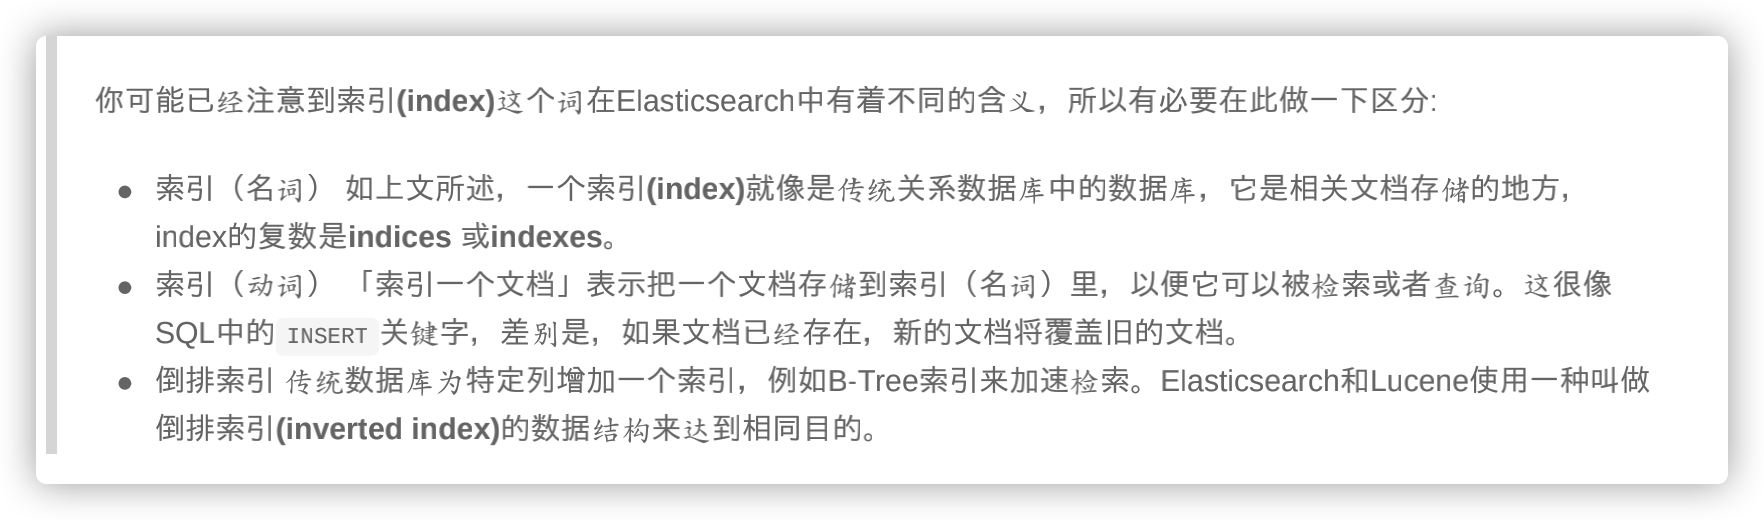 你可能已经注意到索引(index)这个词在Elasticsearch中有着不同的含义，所以有必要在此做一下区分:
索引（名词） 如上文所述，一个索引(index)就像是传统关系数据库中的数据库，它是相关文档存储的地方，
index的复数是indices 或indexes。
索引（动词） 「索引一个文档」表示把一个文档存储到索引（名词）里，以便它可以被检索或者查询。这很像
SQL中的INSERT关键字，差别是，如果文档已经存在，新的文档将覆盖旧的文档。
倒排索引 传统数据库为特定列增加一个索引，例如B-Tree索引来加速检索。Elasticsearch和Lucene使用一种叫做
倒排索引(inverted index)的数据结构来达到相同目的。